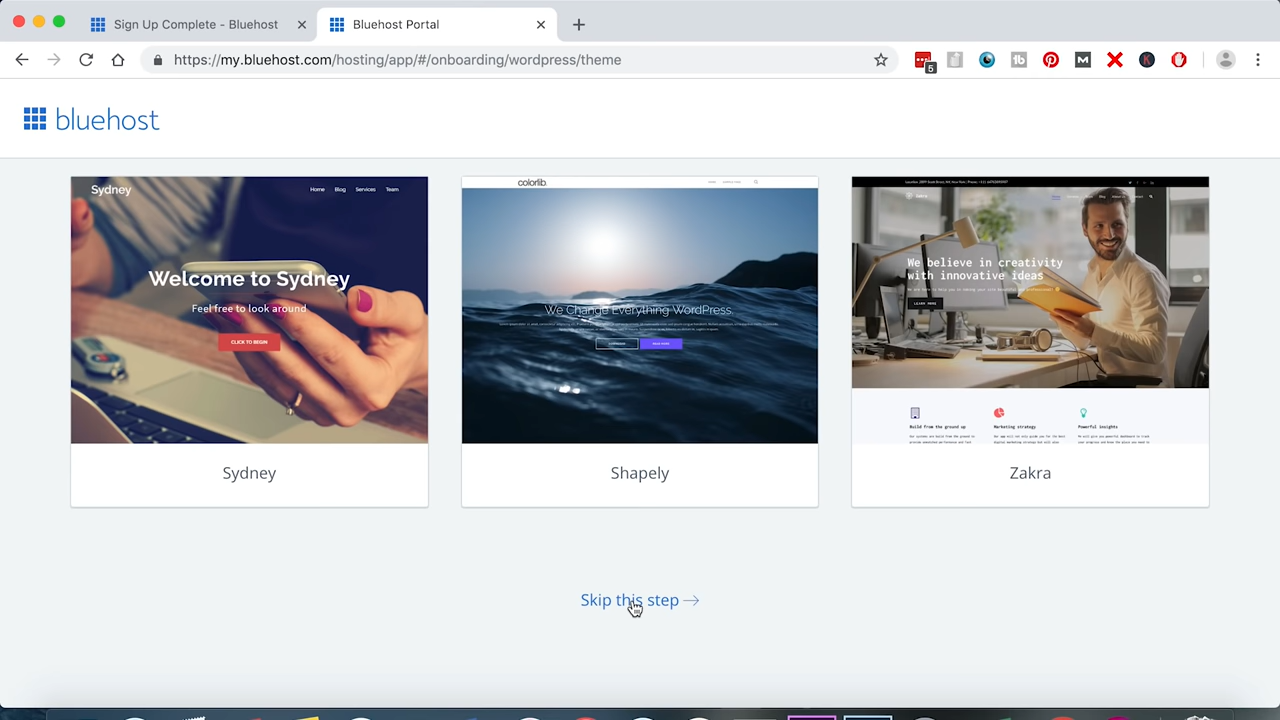 Sign Up Complete - Bluehost
Bluehost Portal
https://my.bluehost.com/hosting/app/#/onboarding/wordpress/theme
5
bluehost
Sydney
Home Blog Services Team
Welcome to Sydney
Feel free to look around
CLICK TO BEGIN
Sydney
colorlib.
We Change Everything WordPress.
READ MORE
Shapely
We believe in creativity
with innovative ideas
LEARN MORE
Build from the ground up
Marketing strategy
Powerful insights
Zakra
Skip this step